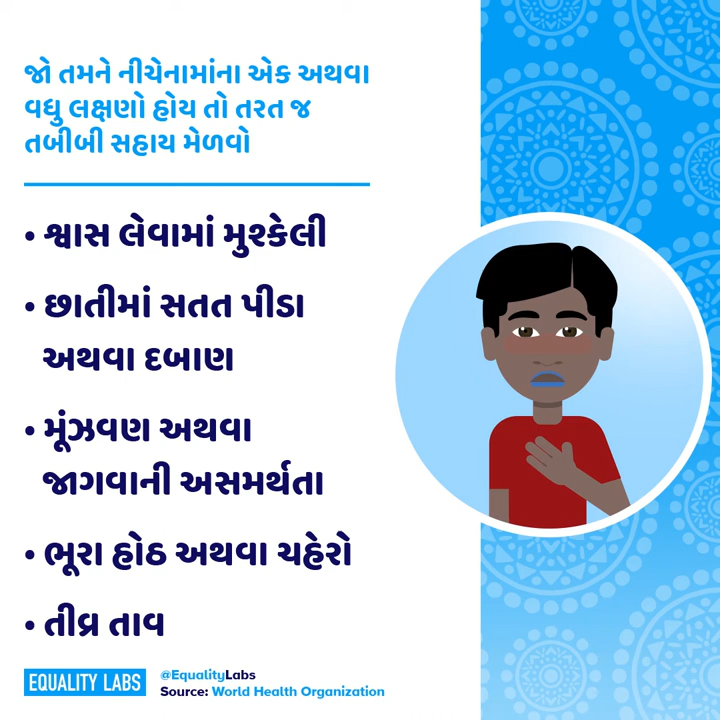 જો તમને નીચેનામાંના એક અથવા
વધુ લક્ષણો હોય તો તરત જ
તબીબી સહાય મેળવો
• શ્વાસ લેવામાં મુશ્કેલી
• છાતીમાં સતત પીડા
અથવા દબાણ
• મૂંઝવણ અથવા
જાગવાની અસમર્થતા
• ભૂરા હોઠ અથવા ચહેરો
• તીવ્ર તાવ
EQUALITY LABS
@EqualityLabs
Source: World Health Organization